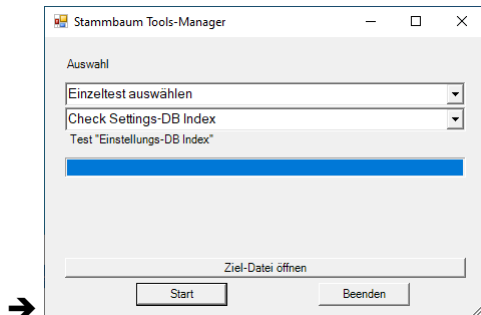 Stammbaum Tools-Manager
Auswahl
Einzeltest auswählen
Check Settings-DB Index
Test "Einstellungs-DB Index"
Ziel-Datei öffnen
Start Beenden